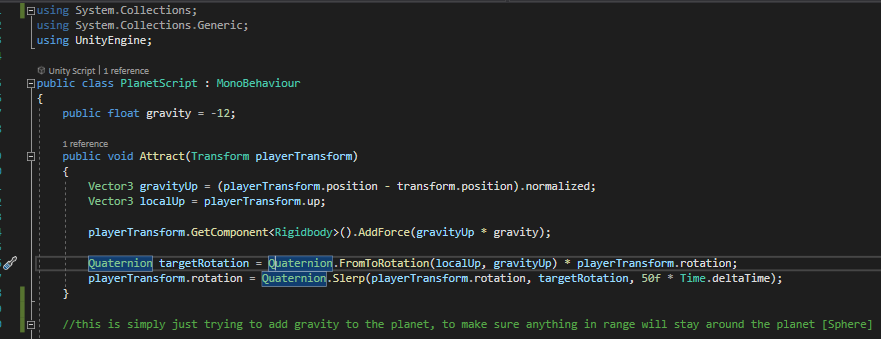 using System.Collections;
using System.Collections.Generic;
using UnityEngine;
Unity Script | 1 reference
public class PlanetScript : MonoBehaviour
{
public float gravity = -12;
1 reference
public void Attract(Transform playerTransform)
{
Vector3 gravityUp = (playerTransform.position - transform.position).normalized;
Vector3 localUp = playerTransform.up;
playerTransform.GetComponent<Rigidbody>().AddForce(gravityUp * gravity);
Quaternion targetRotation = Quaternion.FromToRotation(localUp, gravityUp) * playerTransform.rotation;
playerTransform.rotation = Quaternion.Slerp(playerTransform.rotation, targetRotation, 50f * Time.deltaTime);
}
//this is simply just trying to add gravity to the planet, to make sure anything in range will stay around the planet [Sphere]